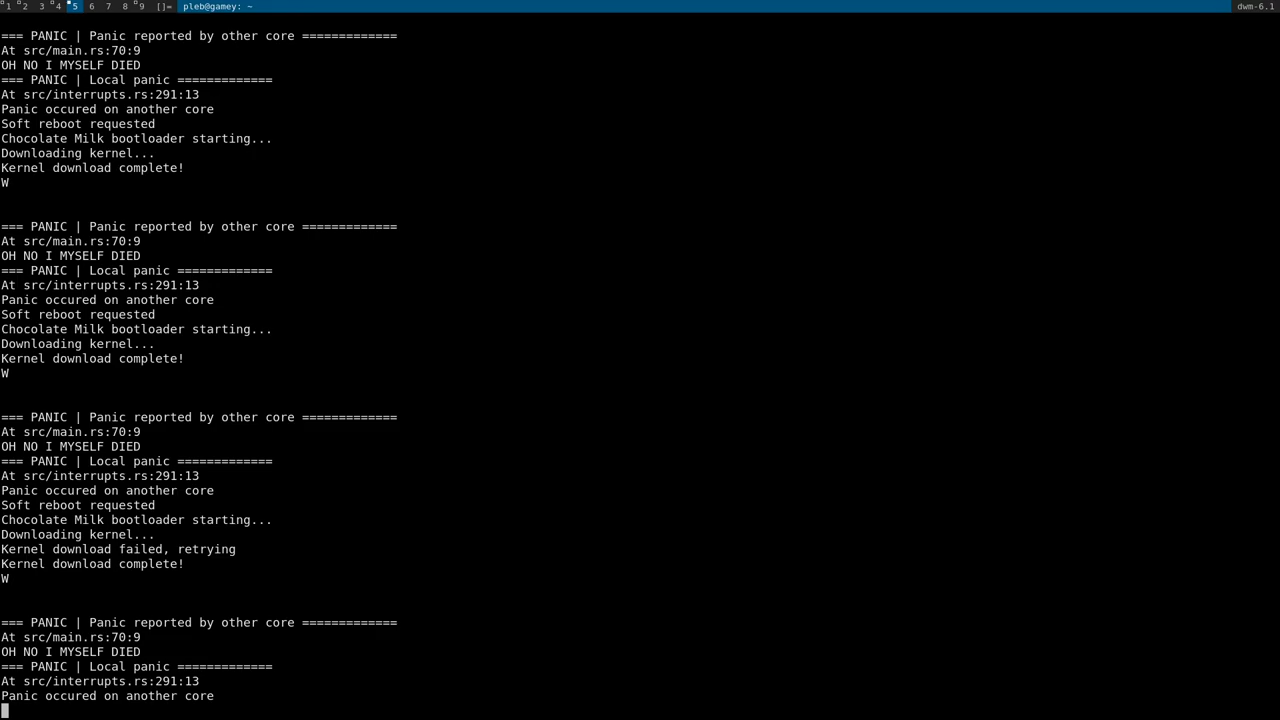 1 2 3 4 5 6 7 8 9 []= pleb@gamey: ~ dwm-6.1
=== PANIC | Panic reported by other core =============
At src/main.rs:70:9
OH NO I MYSELF DIED
=== PANIC | Local panic =============
At src/interrupts.rs:291:13
Panic occured on another core
Soft reboot requested
Chocolate Milk bootloader starting...
Downloading kernel...
Kernel download complete!
W
=== PANIC | Panic reported by other core =============
At src/main.rs:70:9
OH NO I MYSELF DIED
=== PANIC | Local panic =============
At src/interrupts.rs:291:13
Panic occured on another core
Soft reboot requested
Chocolate Milk bootloader starting...
Downloading kernel...
Kernel download complete!
W
=== PANIC | Panic reported by other core =============
At src/main.rs:70:9
OH NO I MYSELF DIED
=== PANIC | Local panic =============
At src/interrupts.rs:291:13
Panic occured on another core
Soft reboot requested
Chocolate Milk bootloader starting...
Downloading kernel...
Kernel download failed, retrying
Kernel download complete!
W
=== PANIC | Panic reported by other core =============
At src/main.rs:70:9
OH NO I MYSELF DIED
=== PANIC | Local panic =============
At src/interrupts.rs:291:13
Panic occured on another core